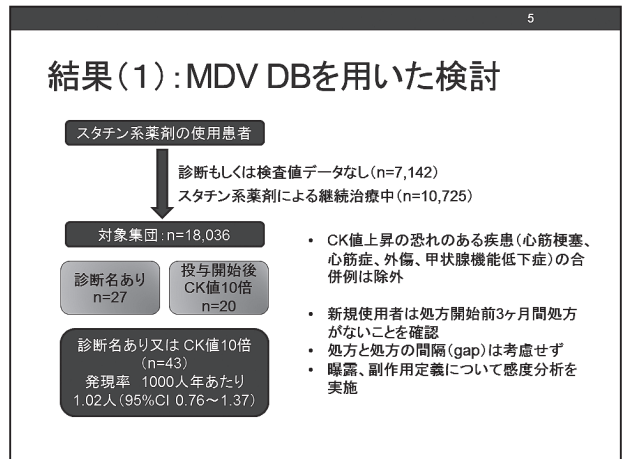 5
結果(1):MDV DBを用いた検討
スタチン系薬剤の使用患者
診断もしくは検査値データなし(n=7,142)
スタチン系薬剤による継続治療中(n=10,725)
対象集団:n=18,036
診断名あり
n=27
投与開始後
CK値10倍
n=20
診断名あり又は CK値10倍
(n=43)
発現率 1000人年あたり
1.02人(95%CI 0.76~1.37)
• CK値上昇の恐れのある疾患(心筋梗塞、
心筋症、外傷、甲状腺機能低下症)の合
併例は除外
• 新規使用者は処方開始前3ヶ月間処方
がないことを確認
• 処方と処方の間隔(gap)は考慮せず
• 曝露、副作用定義について感度分析を
実施